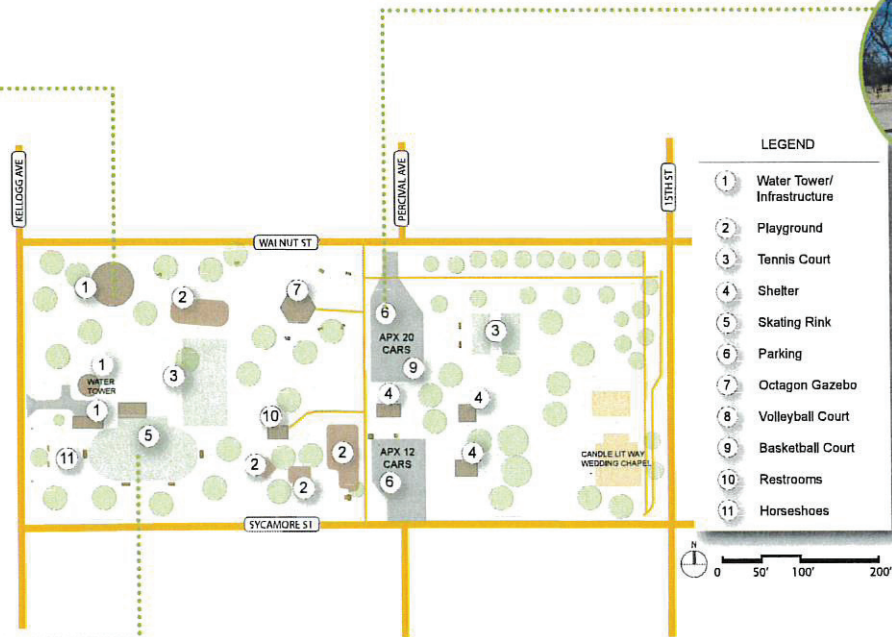 KELLOGG AVE
PERCIVAL AVE
15TH ST
WALNUT ST
1
2
7
6
APX 20
CARS
3
9
1
WATER
TOWER
3
1
4
4
10
5
11
2
2
2
APX 12
CARS
6
4
CANDLE LIT WAY
WEDDING CHAPEL
SYCAMORE ST
LEGEND
1 Water Tower/
Infrastructure
2 Playground
3 Tennis Court
4 Shelter
5 Skating Rink
6 Parking
7 Octagon Gazebo
8 Volleyball Court
9 Basketball Court
10 Restrooms
11 Horseshoes
N
0 50' 100' 200'